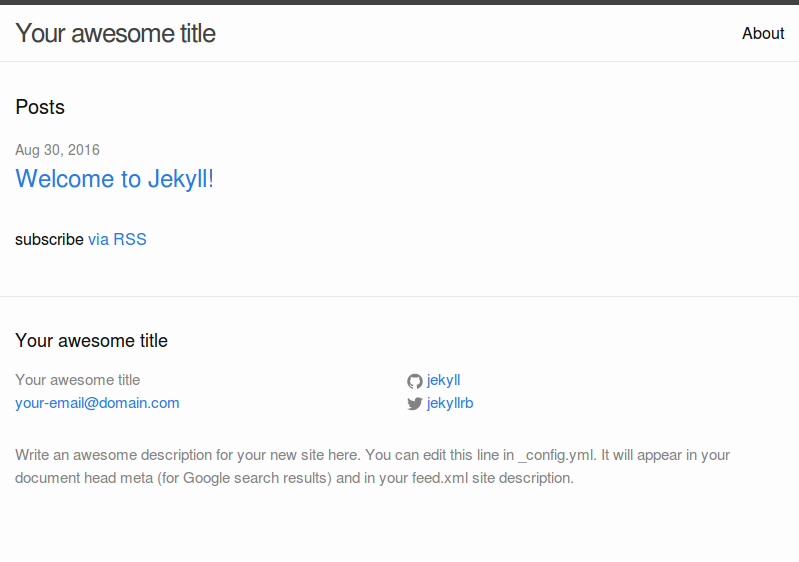 Your awesome title
About
Posts
Aug 30, 2016
Welcome to Jekyll!
subscribe via RSS
Your awesome title
Your awesome title
your-email@domain.com
jekyll
jekyllrb
Write an awesome description for your new site here. You can edit this line in _config.yml. It will appear in
document head meta (for Google search results) and in your feed.xml site description.